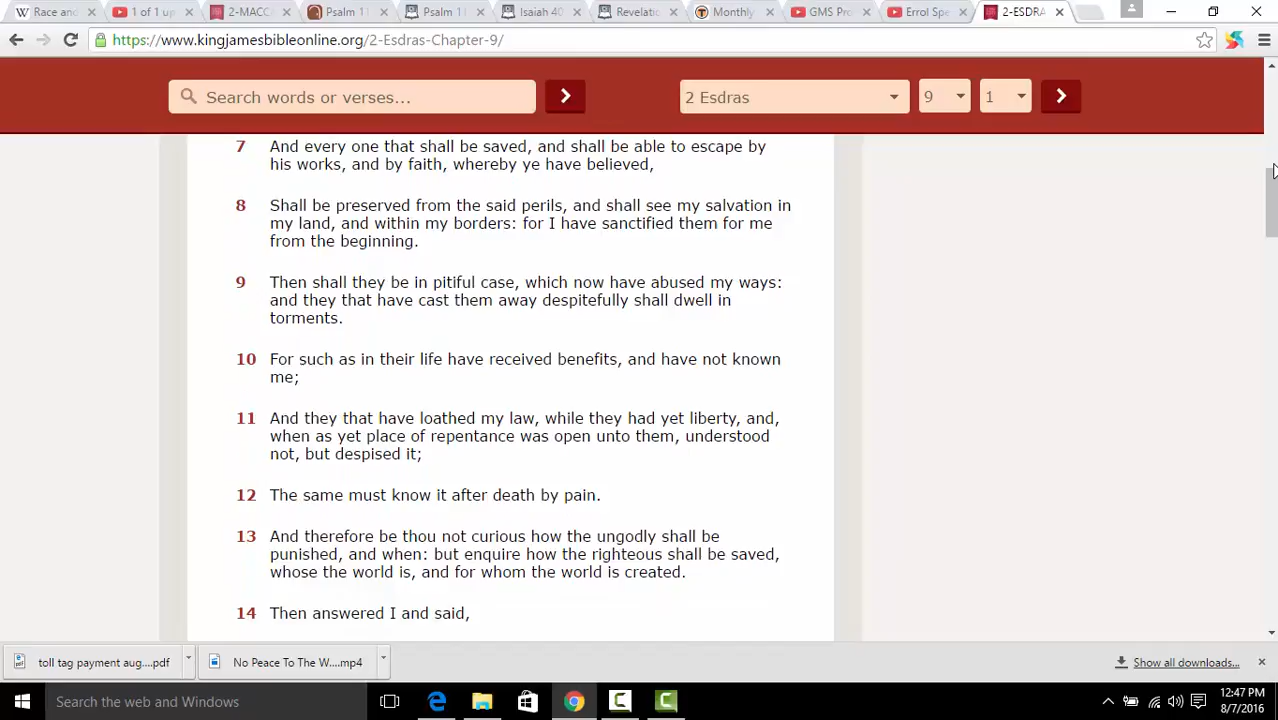 Race and
1 of 1 up
2-MACCA
Psalm 11
Psalm 11
Isaiah 40
Revelati
Monthly
GMS Pro
Errol Spe
2-ESDRA
https://www.kingjamesbibleonline.org/2-Esdras-Chapter-9/
Search words or verses...
2 Esdras
9
1
7 And every one that shall be saved, and shall be able to escape by
his works, and by faith, whereby ye have believed,
8 Shall be preserved from the said perils, and shall see my salvation in
my land, and within my borders: for I have sanctified them for me
from the beginning.
9 Then shall they be in pitiful case, which now have abused my ways:
and they that have cast them away despitefully shall dwell in
torments.
10 For such as in their life have received benefits, and have not known
me;
11 And they that have loathed my law, while they had yet liberty, and,
when as yet place of repentance was open unto them, understood
not, but despised it;
12 The same must know it after death by pain.
13 And therefore be thou not curious how the ungodly shall be
punished, and when: but enquire how the righteous shall be saved,
whose the world is, and for whom the world is created.
14 Then answered I and said,
toll tag payment aug....pdf
No Peace To The W....mp4
Show all downloads...
Search the web and Windows
12:47 PM
8/7/2016